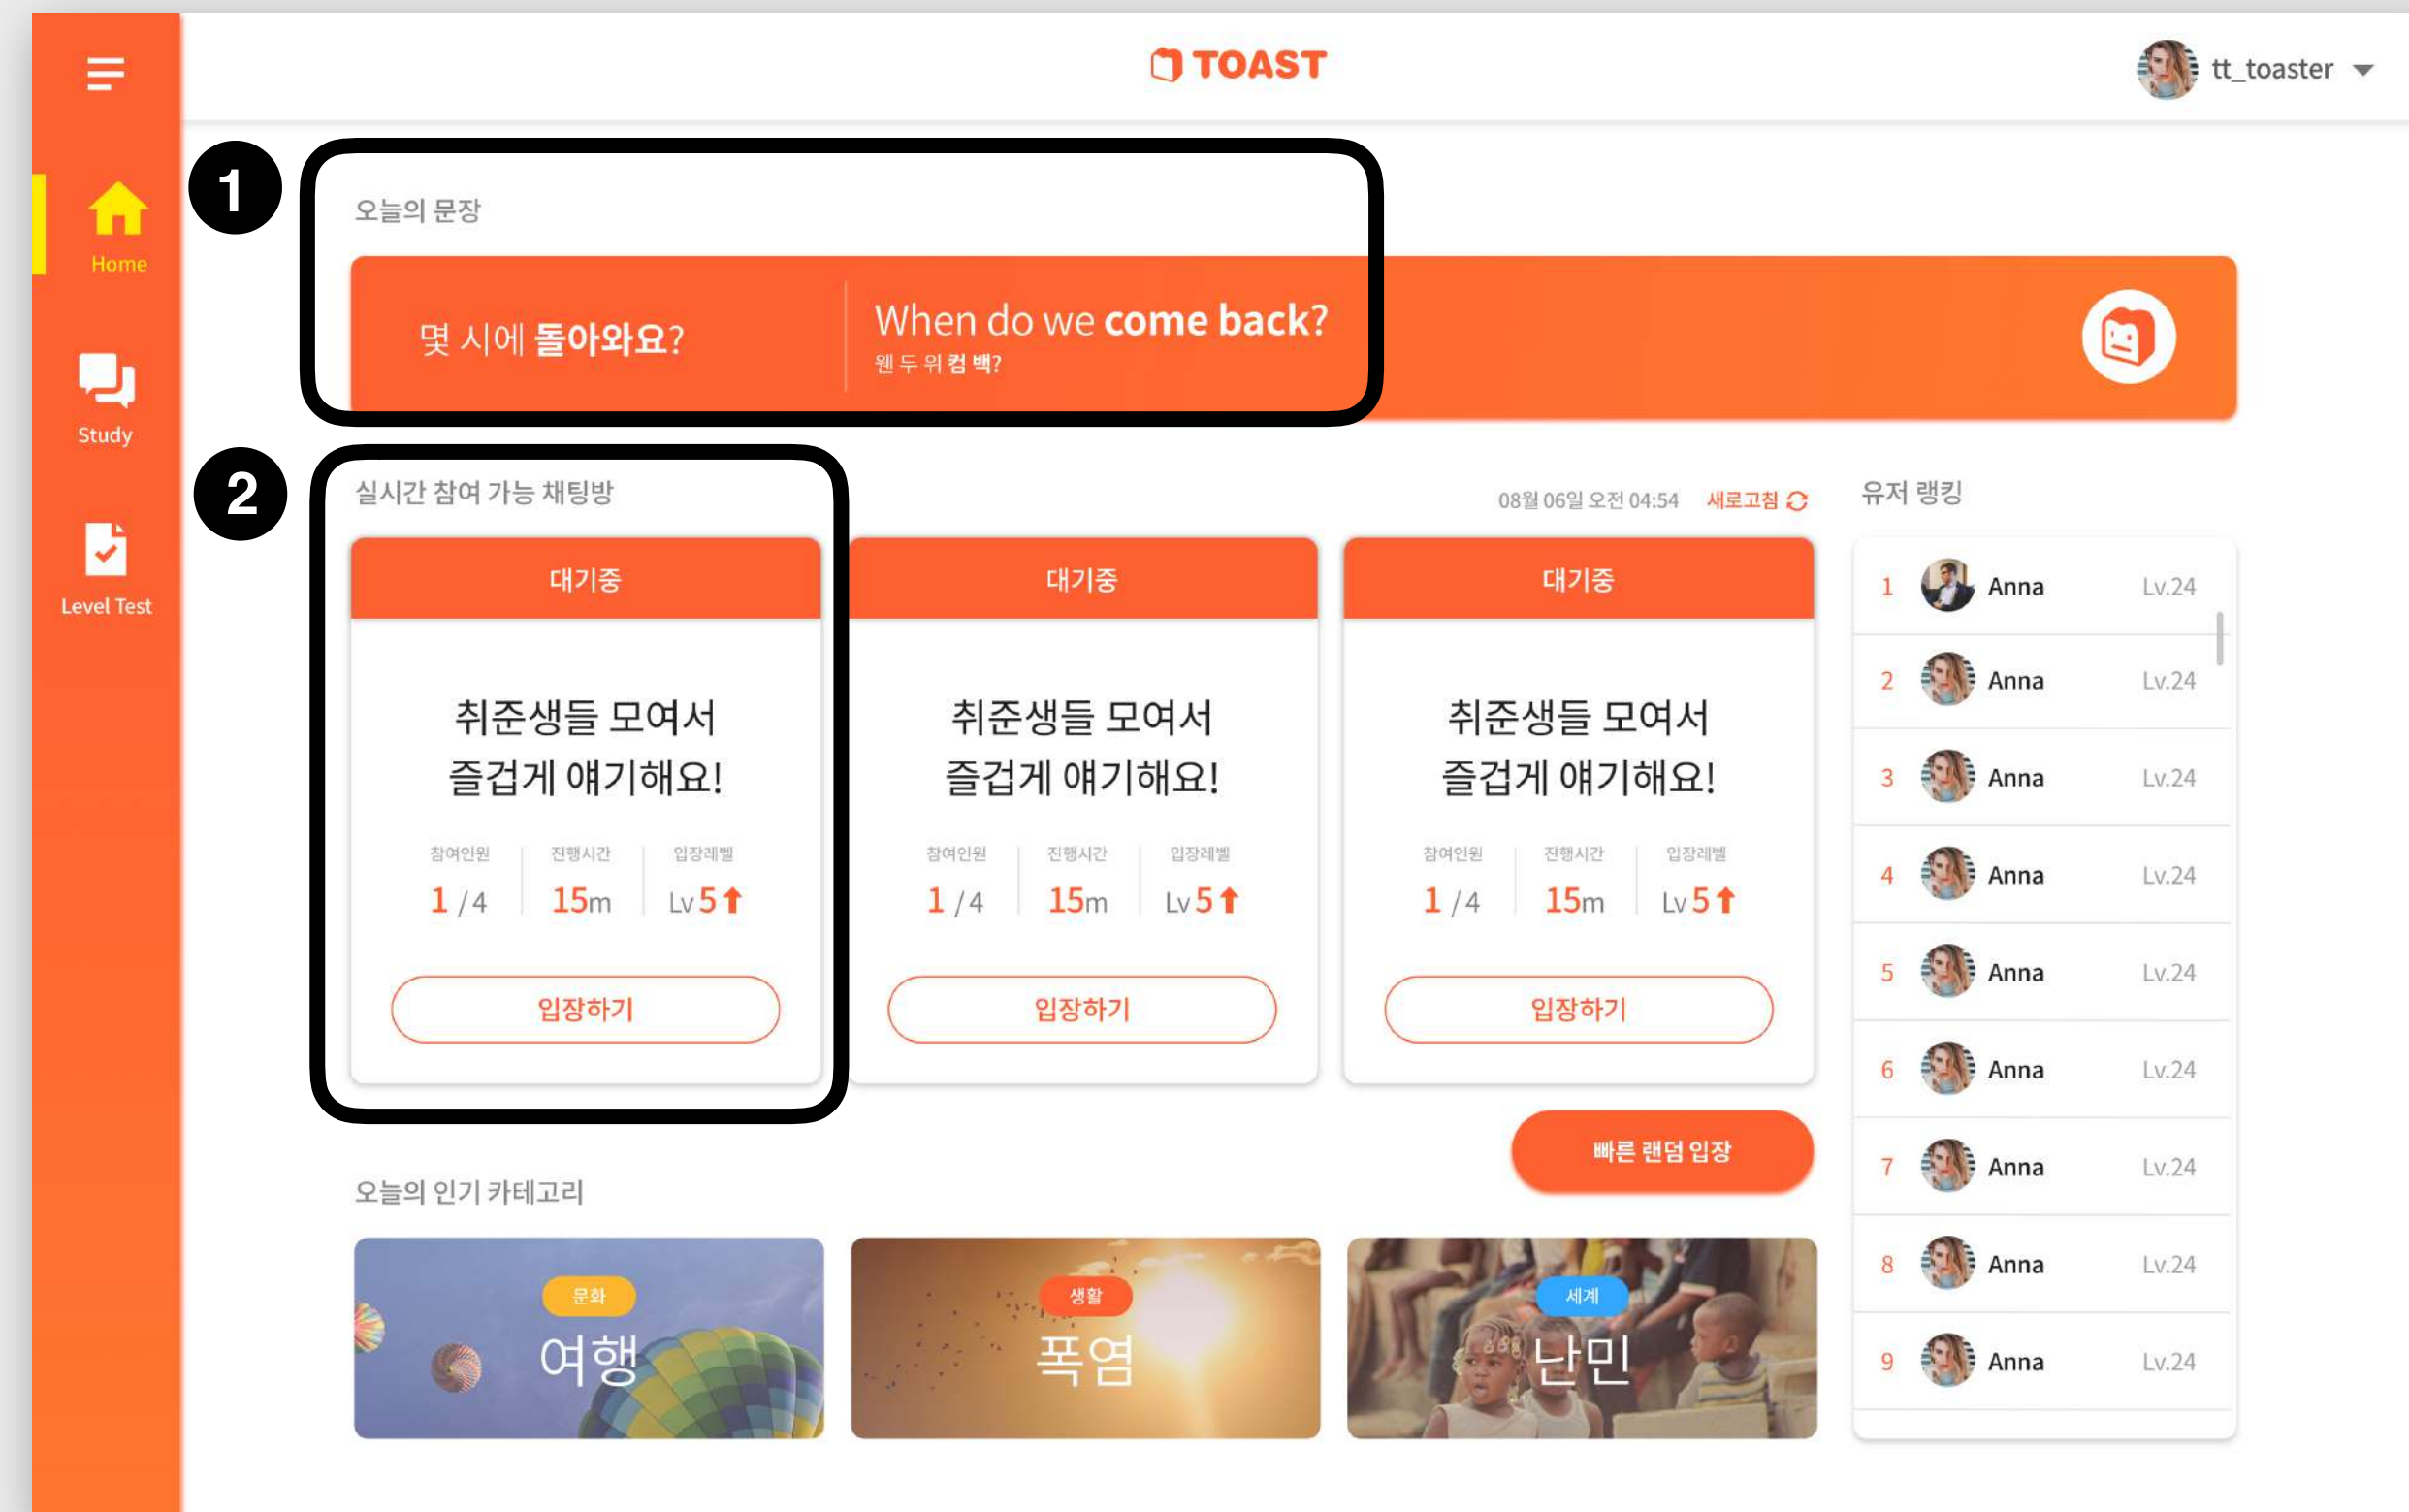 TOAST
tt_toaster
Home
Study
Level Test
1
오늘의 문장
몇 시에 돌아와요?
When do we come back?
웬 두 위 컴 백?
2
실시간 참여 가능 채팅방
08월 06일 오전 04:54 새로고침
대기중
취준생들 모여서
즐겁게 얘기해요!
참여인원 진행시간 입장레벨
1 /4 15m Lv 5
입장하기
대기중
취준생들 모여서
즐겁게 얘기해요!
참여인원 진행시간 입장레벨
1 /4 15m Lv 5
입장하기
대기중
취준생들 모여서
즐겁게 얘기해요!
참여인원 진행시간 입장레벨
1 /4 15m Lv 5
입장하기
빠른 랜덤 입장
유저 랭킹
1 Anna Lv.24
2 Anna Lv.24
3 Anna Lv.24
4 Anna Lv.24
5 Anna Lv.24
6 Anna Lv.24
7 Anna Lv.24
8 Anna Lv.24
9 Anna Lv.24
오늘의 인기 카테고리
문화
여행
생활
폭염
세계
난민